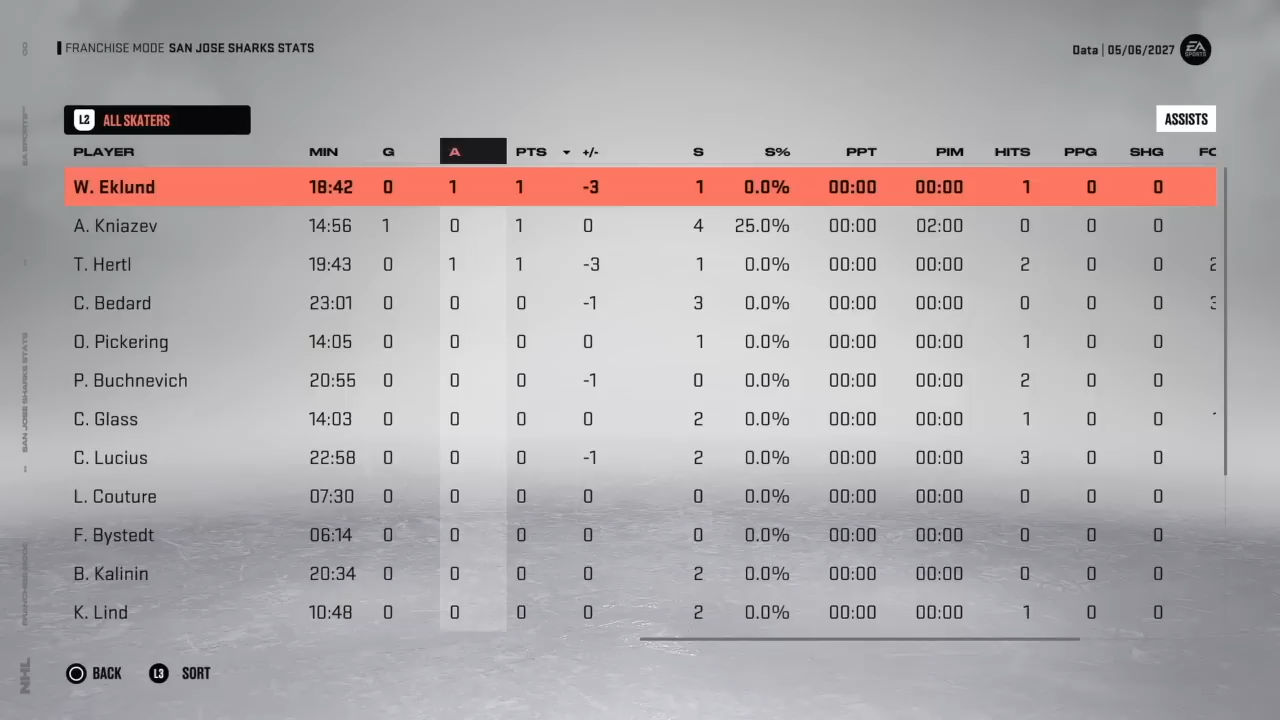 FRANCHISE MODE SAN JOSE SHARKS STATS
Data | 05/06/2027
EA SPORTS
L2 ALL SKATERS
ASSISTS
PLAYER MIN G A PTS +/- S S% PPT PIM HITS PPG SHG FO
W. Eklund 18:42 0 1 1 -3 1 0.0% 00:00 00:00 1 0 0
A. Kniazev 14:56 1 0 1 0 4 25.0% 00:00 02:00 0 0 0
T. Hertl 19:43 0 1 1 -3 1 0.0% 00:00 00:00 2 0 0 2
C. Bedard 23:01 0 0 0 -1 3 0.0% 00:00 00:00 0 0 0 3
O. Pickering 14:05 0 0 0 0 1 0.0% 00:00 00:00 1 0 0
P. Buchnevich 20:55 0 0 0 -1 0 0.0% 00:00 00:00 2 0 0
C. Glass 14:03 0 0 0 0 2 0.0% 00:00 00:00 1 0 0
C. Lucius 22:58 0 0 0 -1 2 0.0% 00:00 00:00 3 0 0
L. Couture 07:30 0 0 0 0 0 0.0% 00:00 00:00 0 0 0
F. Bystedt 06:14 0 0 0 0 0 0.0% 00:00 00:00 0 0 0
B. Kalinin 20:34 0 0 0 0 2 0.0% 00:00 00:00 0 0 0
K. Lind 10:48 0 0 0 0 2 0.0% 00:00 00:00 1 0 0
BACK L3 SORT
NHL
SAN JOSE SHARKS STATS
EA SPORTS™